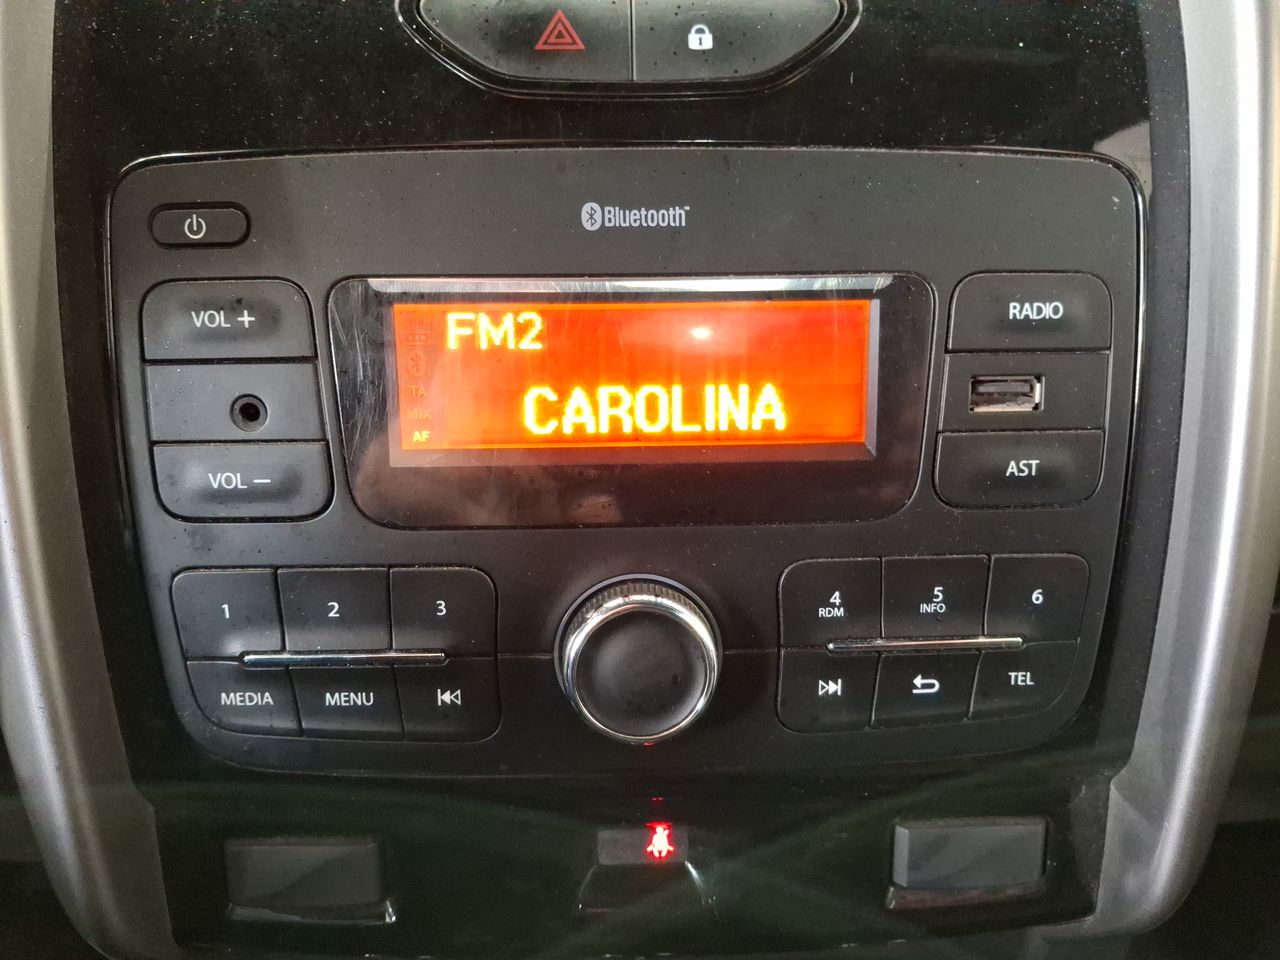 Bluetooth™
VOL +
VOL –
FM2
CAROLINA
TA
MIX
AF
RADIO
AST
1
2
3
MEDIA
MENU
4
RDM
5
INFO
6
TEL